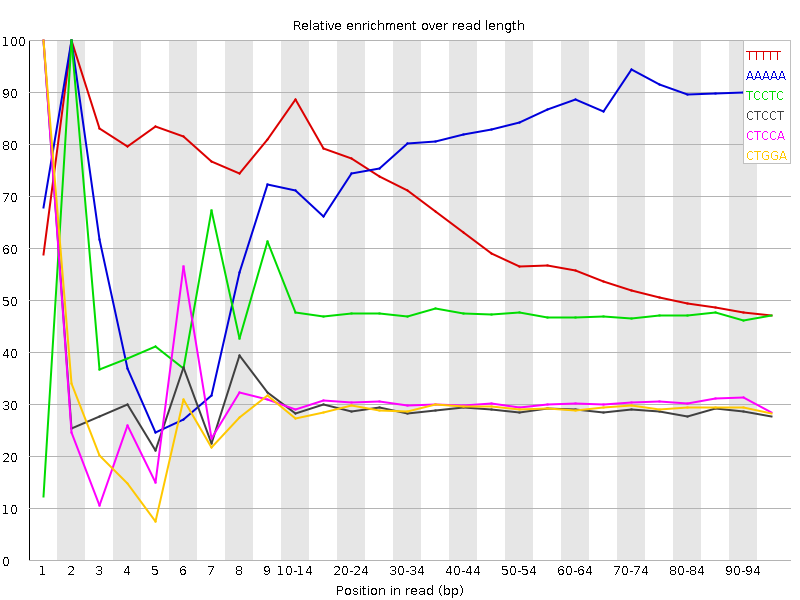 Relative enrichment over read length
100
90
80
70
60
50
40
30
20
10
0
TTTTT
AAAAA
TCCTC
CTCCT
CTCCA
CTGGA
1 2 3 4 5 6 7 8 9 10-14 20-24 30-34 40-44 50-54 60-64 70-74 80-84 90-94
Position in read (bp)